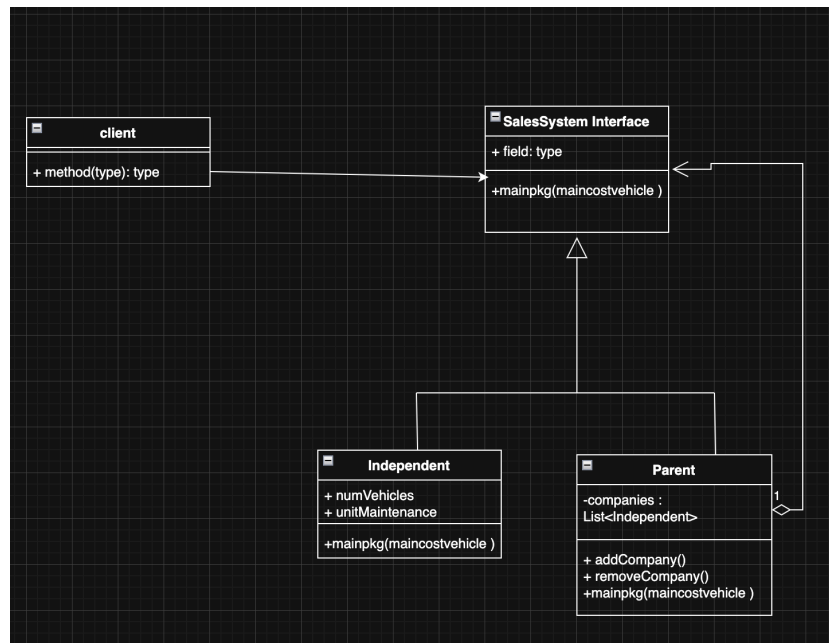 client
+ method(type): type
SalesSystem Interface
+ field: type
+mainpkg(maincostvehicle )
Independent
+ numVehicles
+ unitMaintenance
+mainpkg(maincostvehicle )
Parent
-companies :
List<Independent>
1
+ addCompany()
+ removeCompany()
+mainpkg(maincostvehicle )